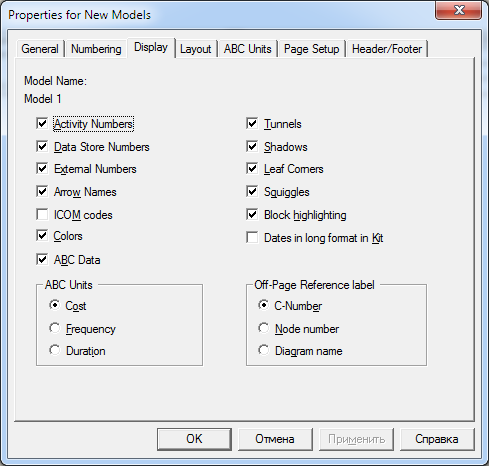 Properties for New Models
General Numbering Display Layout ABC Units Page Setup Header/Footer
Model Name:
Model 1
Activity Numbers
Data Store Numbers
External Numbers
Arrow Names
ICOM codes
Colors
ABC Data
Tunnels
Shadows
Leaf Corners
Squiggles
Block highlighting
Dates in long format in Kit
ABC Units
Cost
Frequency
Duration
Off-Page Reference label
C-Number
Node number
Diagram name
OK Отмена Применить Справка